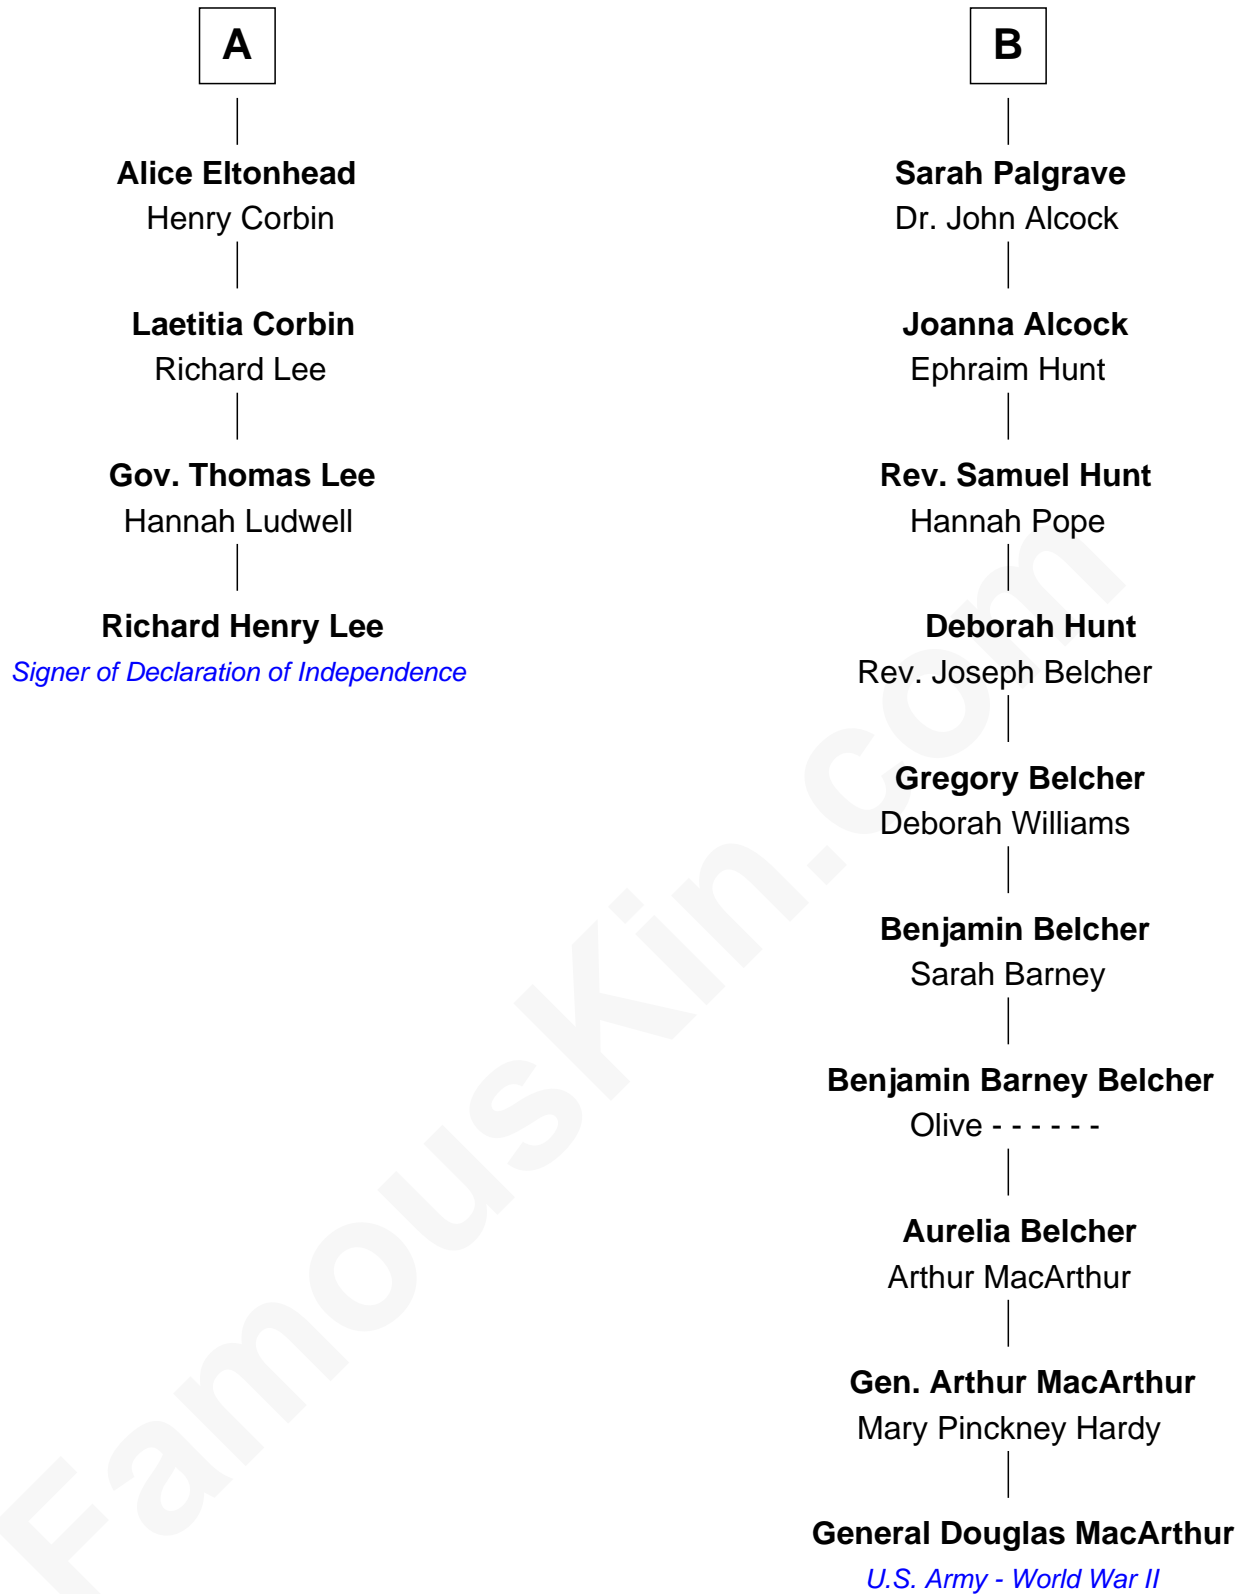 A
Alice Eltonhead
Henry Corbin
Laetitia Corbin
Richard Lee
Gov. Thomas Lee
Hannah Ludwell
Richard Henry Lee
Signer of Declaration of Independence
B
Sarah Palgrave
Dr. John Alcock
Joanna Alcock
Ephraim Hunt
Rev. Samuel Hunt
Hannah Pope
Deborah Hunt
Rev. Joseph Belcher
Gregory Belcher
Deborah Williams
Benjamin Belcher
Sarah Barney
Benjamin Barney Belcher
Olive - - - - - -
Aurelia Belcher
Arthur MacArthur
Gen. Arthur MacArthur
Mary Pinckney Hardy
General Douglas MacArthur
U.S. Army - World War II
FamousKin.com